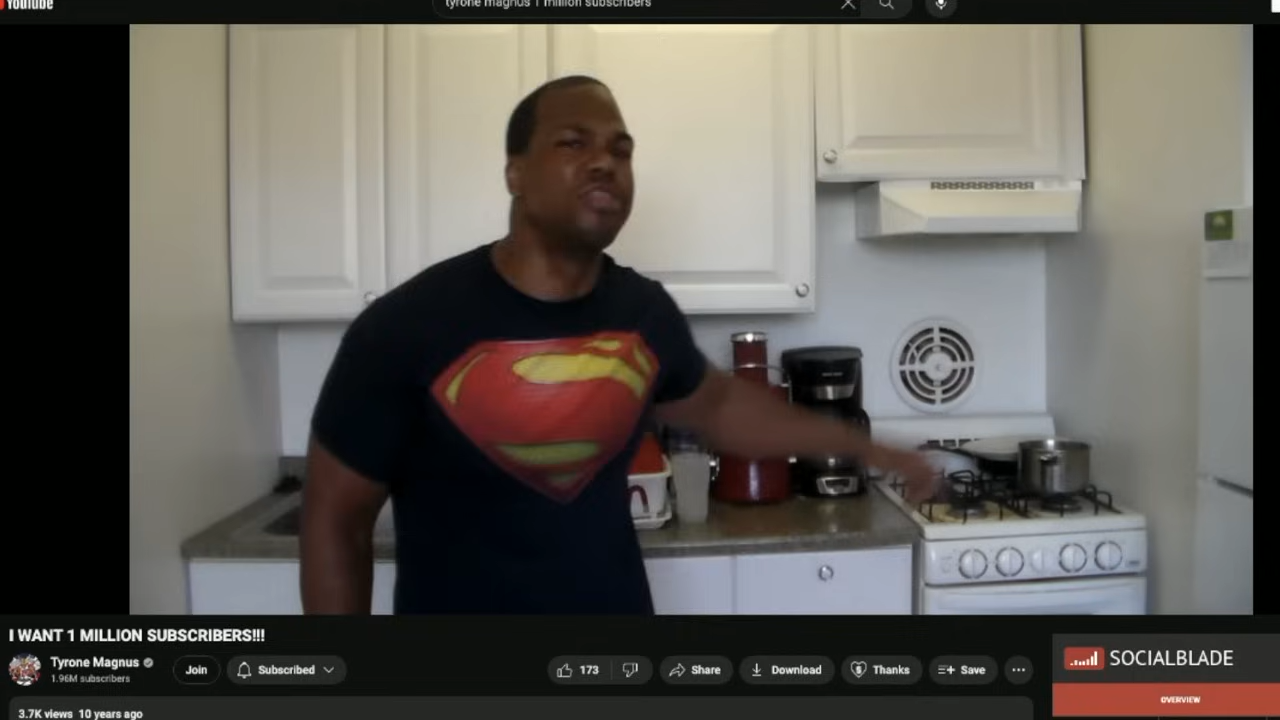 YouTube
tyrone magnus 1 million subscribers
I WANT 1 MILLION SUBSCRIBERS!!!
Tyrone Magnus
1.96M subscribers
Join
Subscribed
173
Share
Download
Thanks
Save
3.7K views 10 years ago
SOCIALBLADE
OVERVIEW